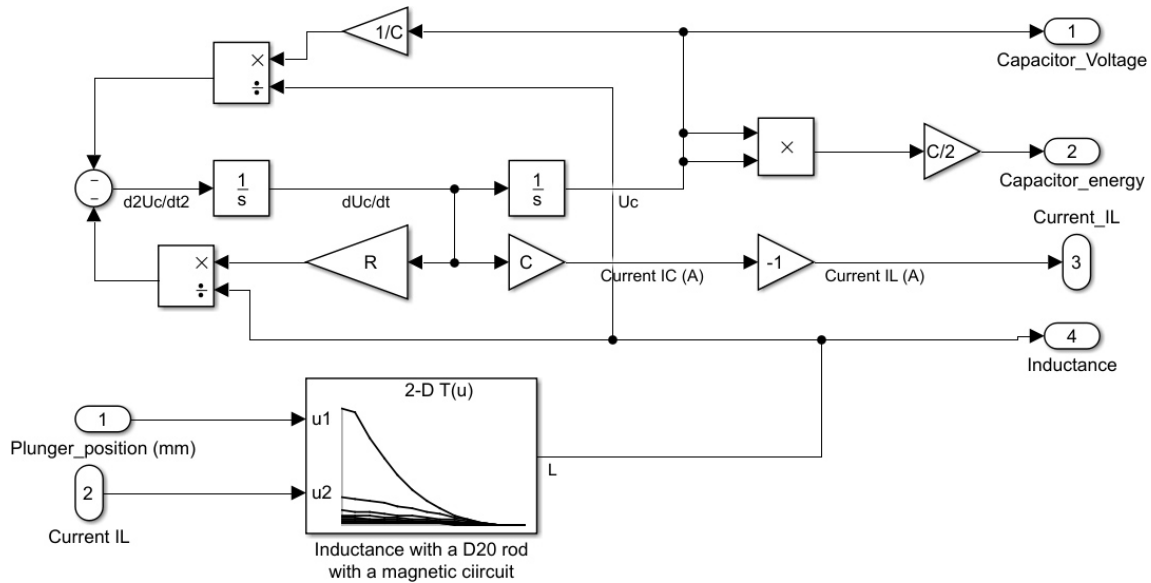 1/C
1
Capacitor_Voltage
×
÷
×
C/2
2
Capacitor_energy
−
−
d2Uc/dt2
1
s
dUc/dt
1
s
Uc
Current_IL
×
÷
R
C
Current IC (A)
-1
Current IL (A)
3
4
Inductance
2-D T(u)
1
u1
Plunger_position (mm)
L
2
u2
Current IL
Inductance with a D20 rod
with a magnetic ciircuit